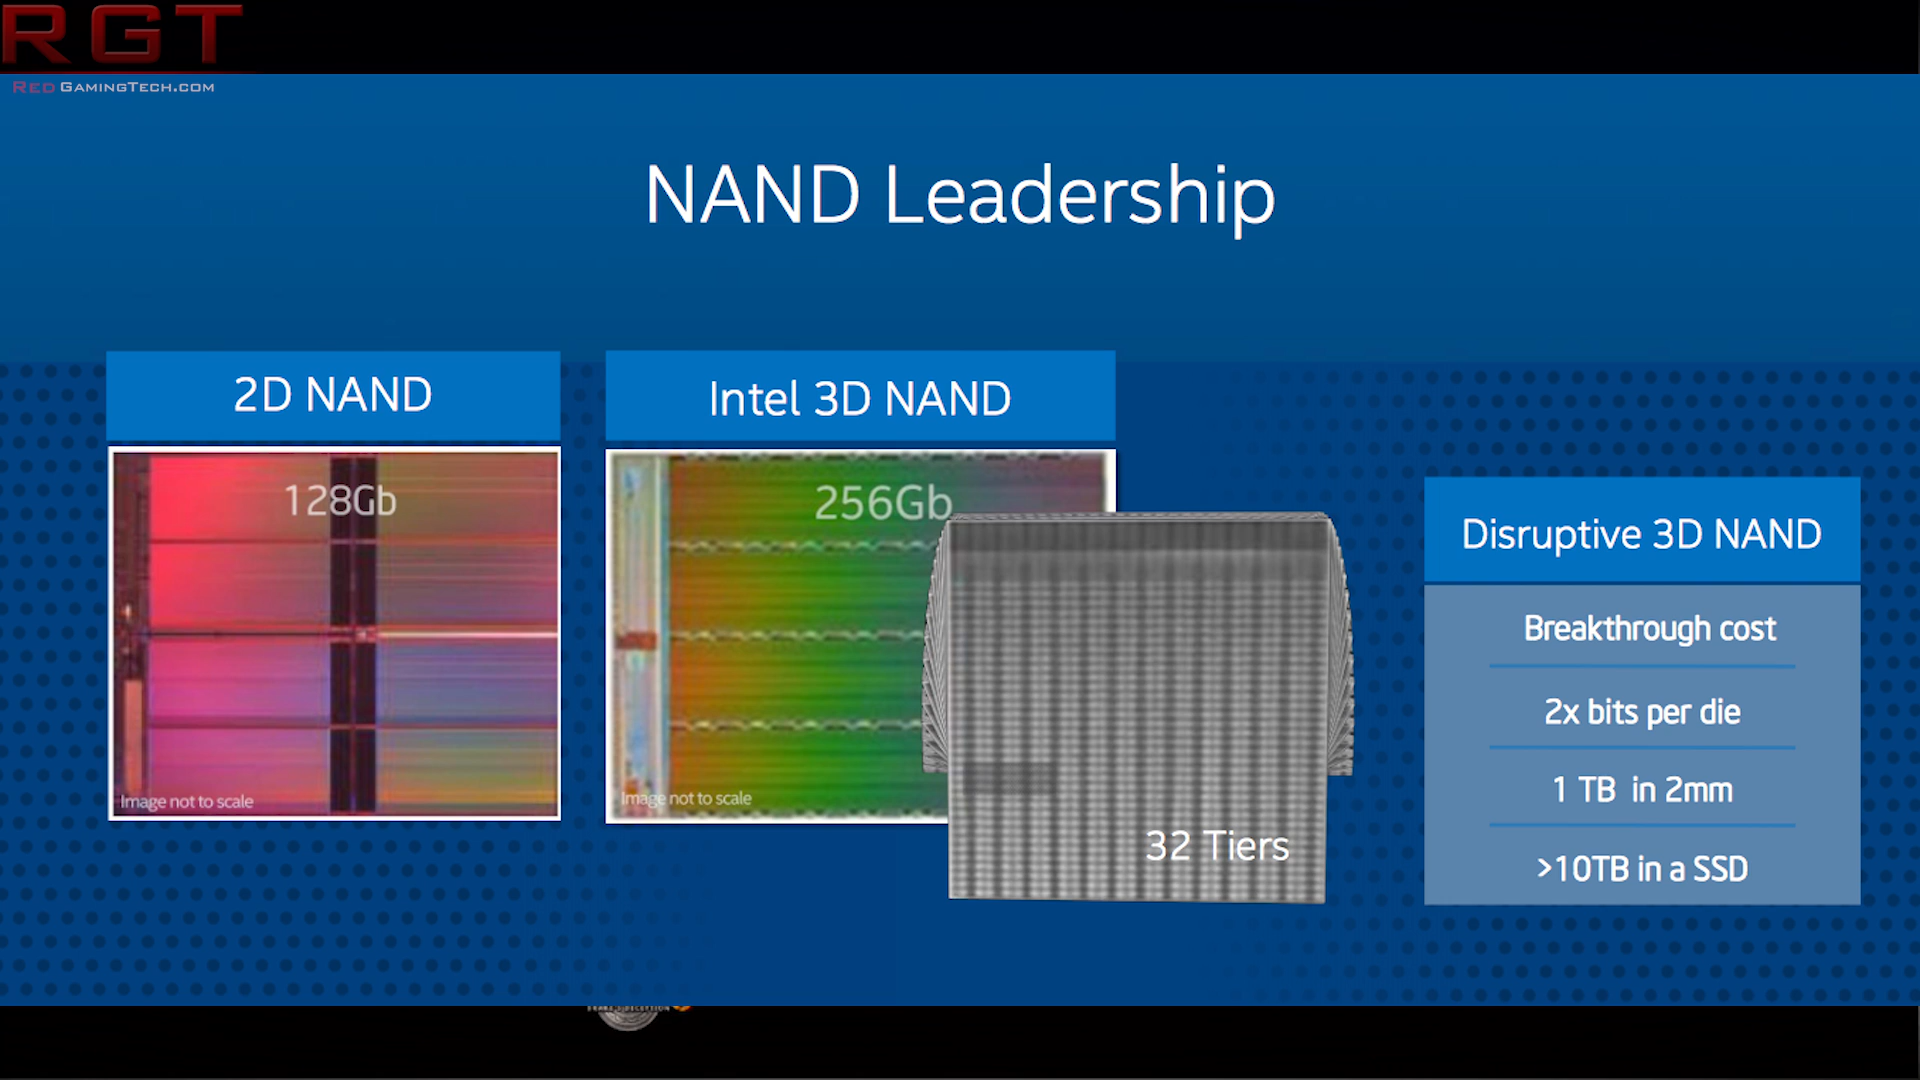 RGT
RED GAMINGTECH.COM
NAND Leadership
2D NAND
128Gb
Image not to scale
Intel 3D NAND
256Gb
Image not to scale
32 Tiers
Disruptive 3D NAND
Breakthrough cost
2x bits per die
1 TB in 2mm
>10TB in a SSD